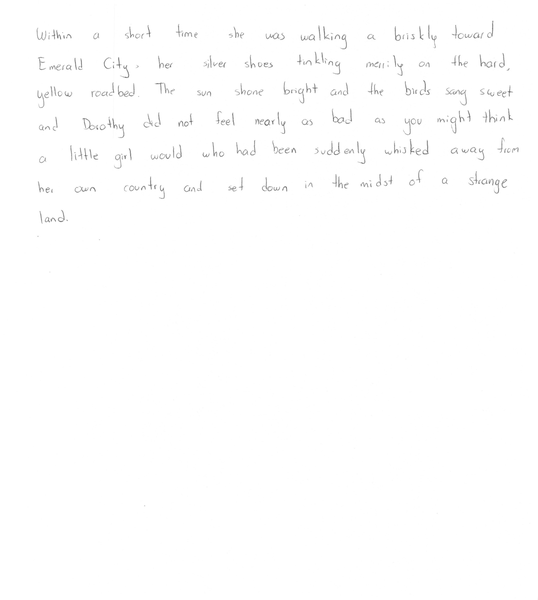 Within a short time she was walking a briskly toward
Emerald City, her silver shoes tinkling merrily on the hard,
yellow roadbed. The sun shone bright and the birds sang sweet
and Dorothy did not feel nearly as bad as you might think
a little girl would who had been suddenly whisked away from
her own country and set down in the midst of a strange
land.